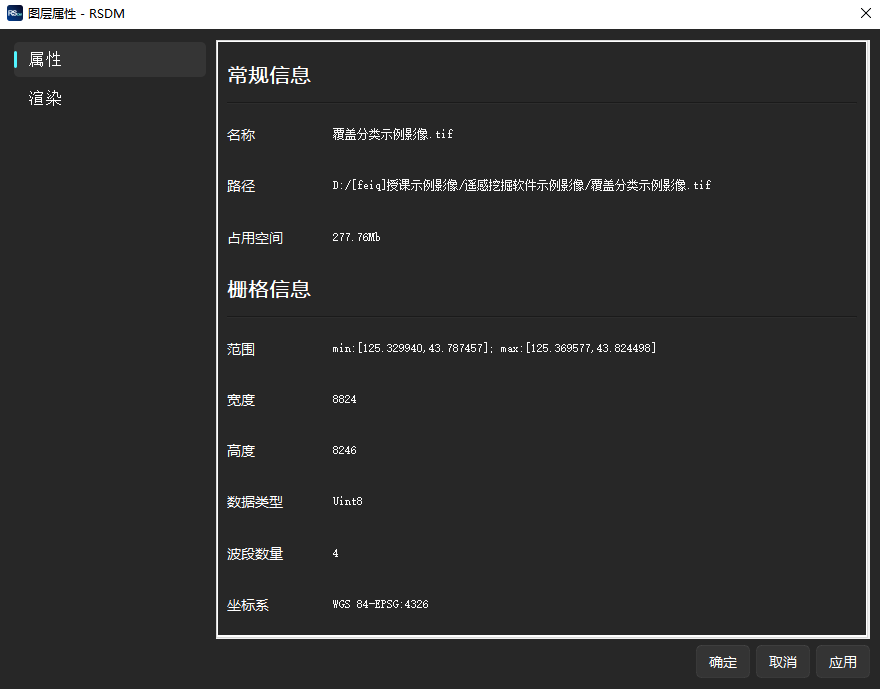 图层属性 - RSDM
属性
渲染
常规信息
名称 覆盖分类示例影像.tif
路径 D:/[feiq]授课示例影像/遥感挖掘软件示例影像/覆盖分类示例影像.tif
占用空间 277.76Mb
栅格信息
范围 min:[125.329940,43.787457]; max:[125.369577,43.824498]
宽度 8824
高度 8246
数据类型 Uint8
波段数量 4
坐标系 WGS 84-EPSG:4326
确定 取消 应用